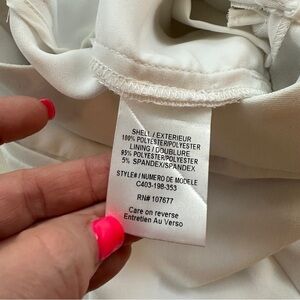 SHELL / EXTERIEUR
100% POLYESTER/POLYESTER
LINING / DOUBLURE
95% POLYESTER/POLYESTER
5% SPANDEX/SPANDEX
STYLE# / NUMERO DE MODELE
C403-198-353
RN# 107677
Care on reverse
Entretien Au Verso